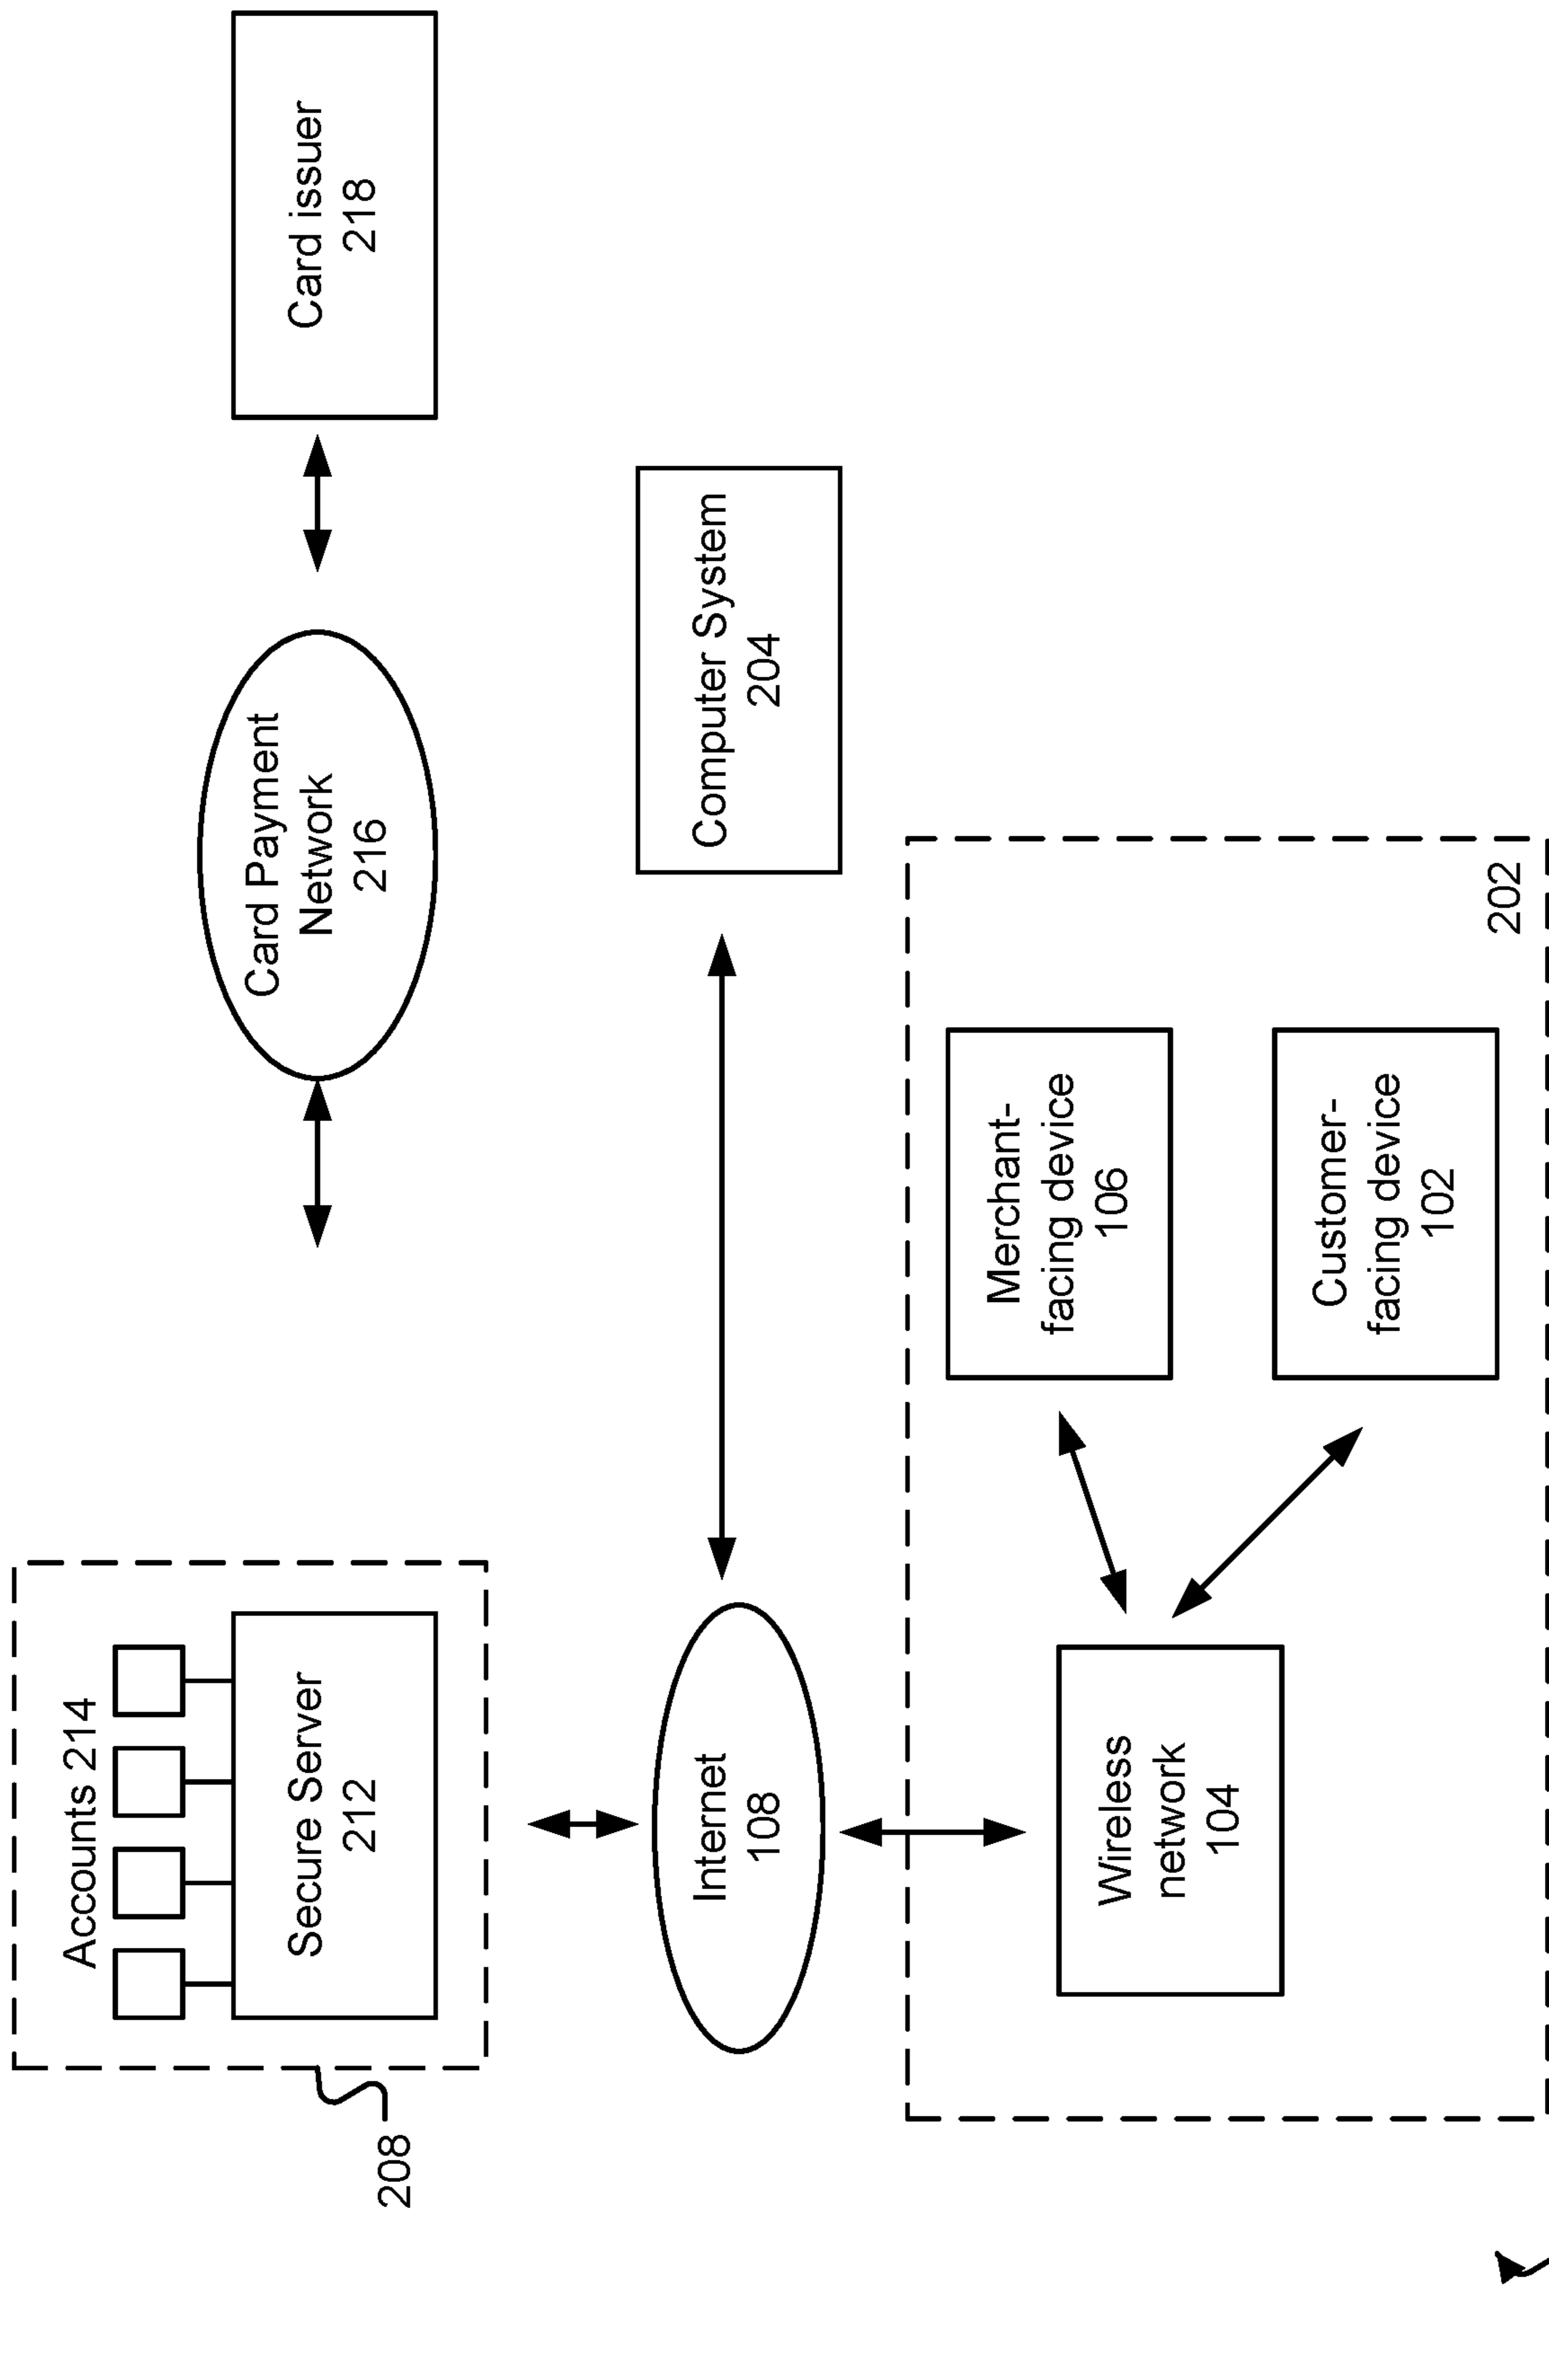 Accounts 214
Secure Server
212
208
Card Payment
Network
216
Card issuer
218
Internet
108
Computer System
204
Wireless
network
104
Merchant-
facing device
106
Customer-
facing device
102
202